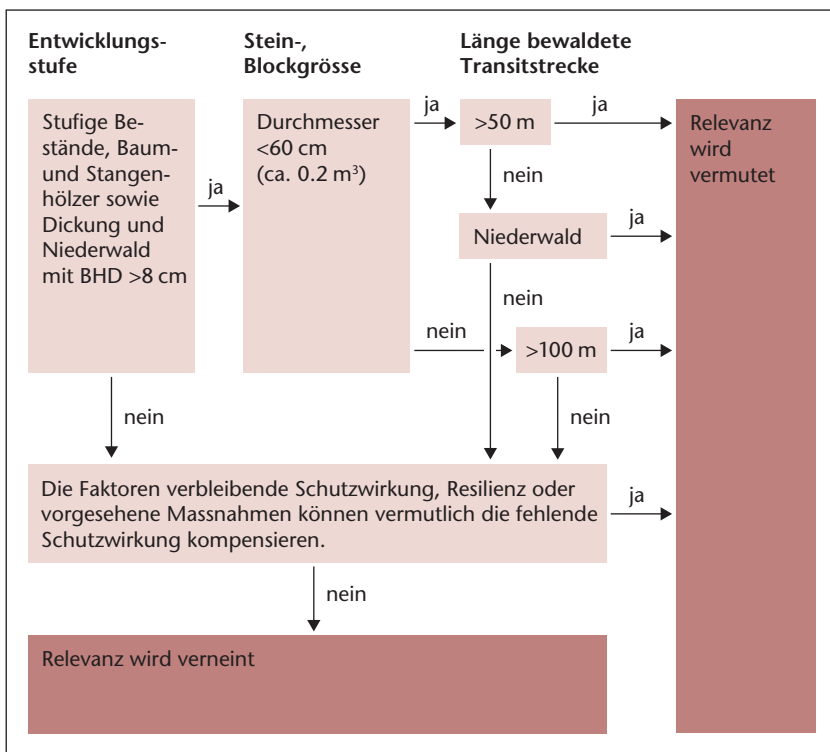 Entwicklungs-
stufe
Stein-,
Blockgrösse
Länge bewaldete
Transitstrecke
Stufige Be-
stände, Baum-
und Stangen-
hölzer sowie
Dickung und
Niederwald
mit BHD >8 cm
ja
Durchmesser
<60 cm
(ca. 0.2 m³)
ja
>50 m
ja
Relevanz
wird
vermutet
nein
Niederwald
ja
nein
nein
>100 m
ja
nein
nein
Die Faktoren verbleibende Schutzwirkung, Resilienz oder
vorgesehene Massnahmen können vermutlich die fehlende
Schutzwirkung kompensieren.
ja
nein
Relevanz wird verneint